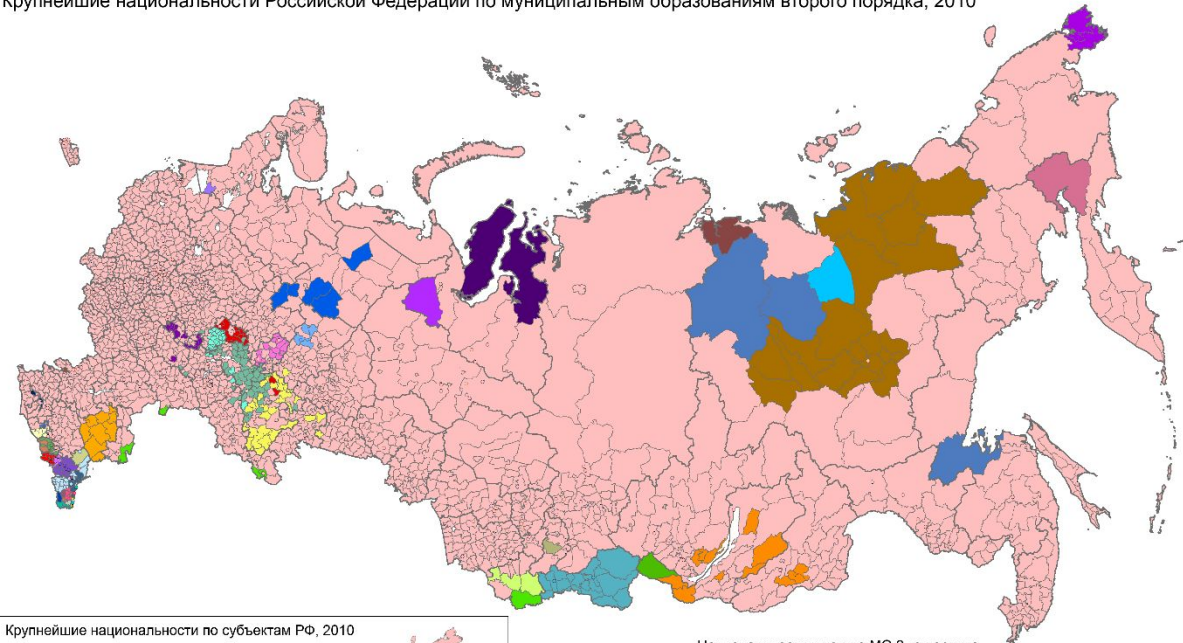 Крупнейшие национальности Российской Федерации по муниципальным образованиям второго порядка, 2010
Крупнейшие национальности по субъектам РФ, 2010